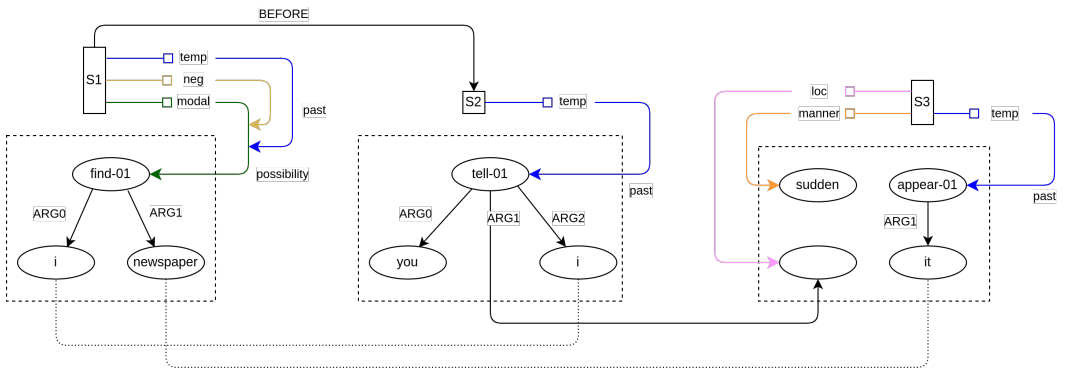 BEFORE
S1
temp
neg
modal
past
possibility
S2
temp
past
loc
manner
S3
temp
past
find-01
ARG0
ARG1
i
newspaper
tell-01
ARG0
ARG1
ARG2
you
i
sudden
appear-01
ARG1
it